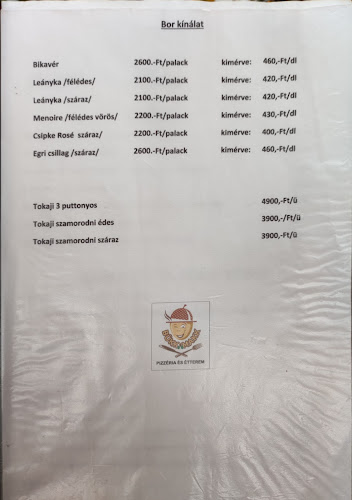 Bor kínálat
Bikavér 2600.-Ft/palack kimérve: 460,-Ft/dl
Leányka /félédes/ 2100.-Ft/palack kimérve: 420,-Ft/dl
Leányka /száraz/ 2100.-Ft/palack kimérve: 420,-Ft/dl
Menoire /félédes vörös/ 2200.-Ft/palack kimérve: 430,-Ft/dl
Csipke Rosé száraz/ 2200.-Ft/palack kimérve: 400,-Ft/dl
Egri csillag /száraz/ 2600.-Ft/palack kimérve: 460,-Ft/dl
Tokaji 3 puttonyos 4900,-Ft/ü
Tokaji szamorodni édes 3900,-/Ft/ü
Tokaji szamorodni száraz 3900,-Ft/ü
PIZZÉRIA ÉS ÉTTEREM